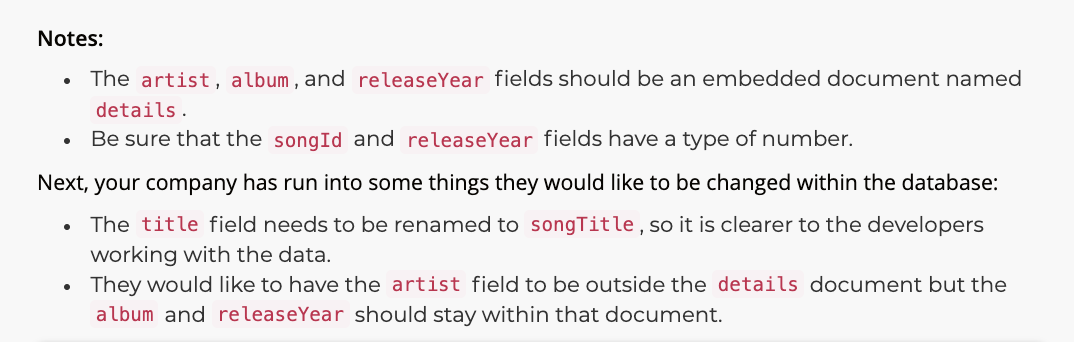 Notes:
• The artist, album, and releaseYear fields should be an embedded document named
details.
• Be sure that the songId and releaseYear fields have a type of number.
Next, your company has run into some things they would like to be changed within the database:
• The title field needs to be renamed to songTitle, so it is clearer to the developers
working with the data.
• They would like to have the artist field to be outside the details document but the
album and releaseYear should stay within that document.